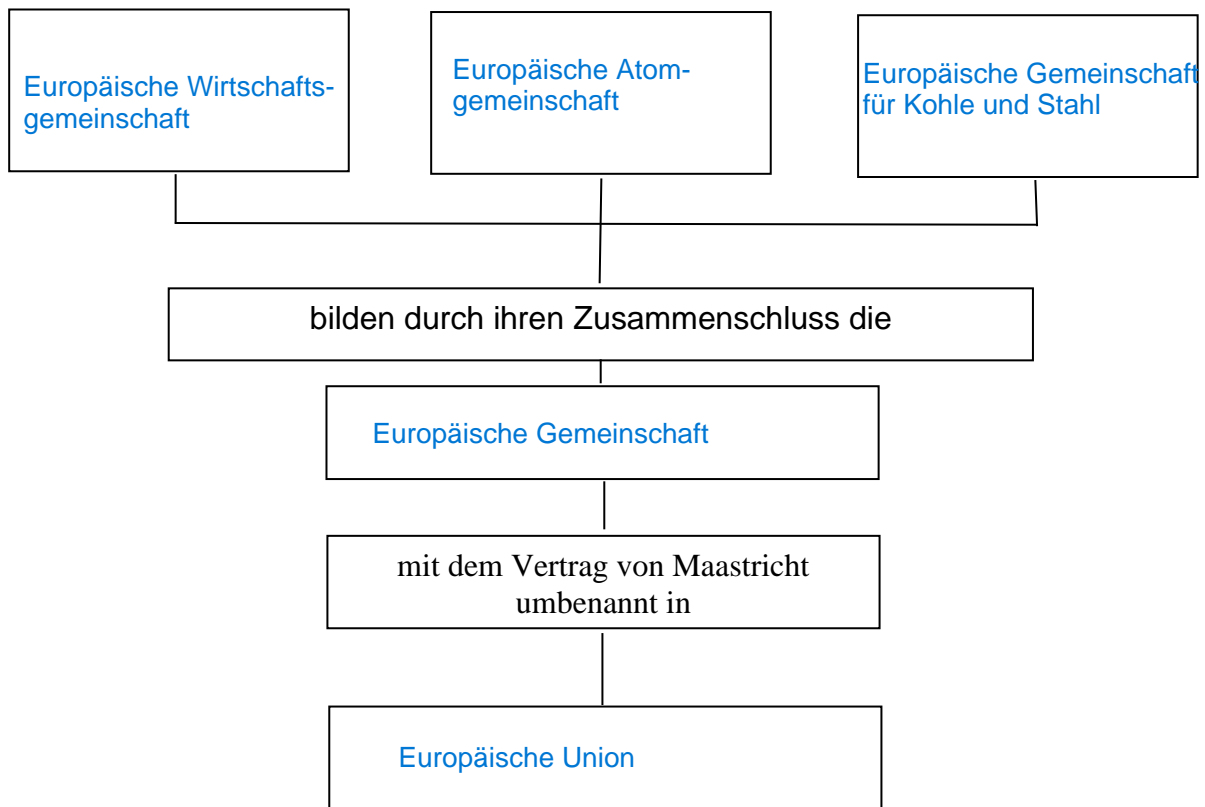 Europäische Wirtschafts-
gemeinschaft
Europäische Atom-
gemeinschaft
Europäische Gemeinschaft
für Kohle und Stahl
bilden durch ihren Zusammenschluss die
Europäische Gemeinschaft
mit dem Vertrag von Maastricht
umbenannt in
Europäische Union